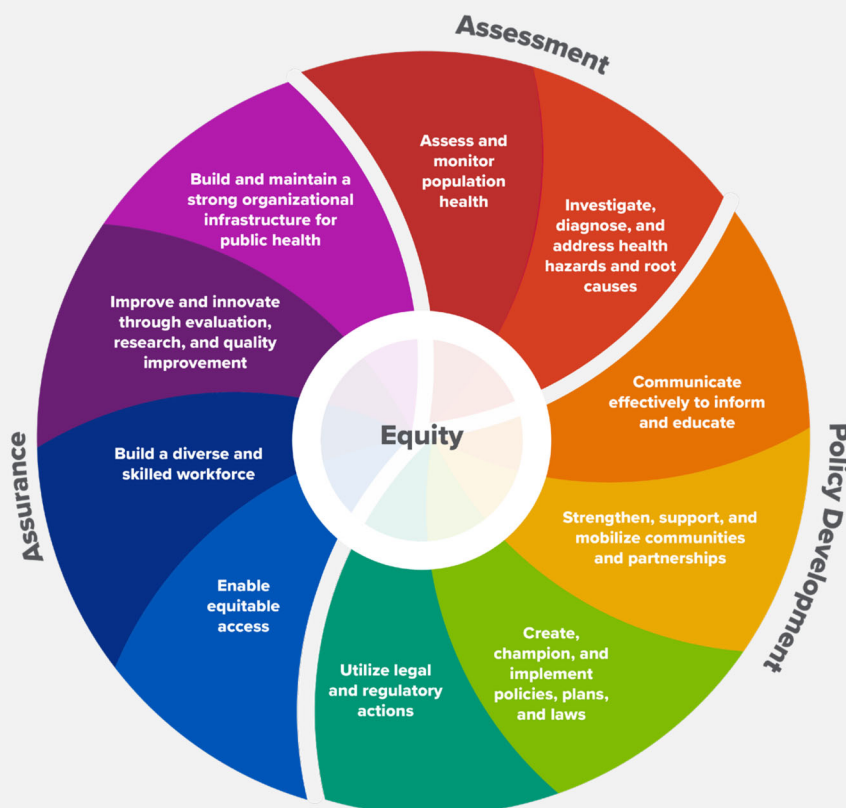 Assessment
Assess and
monitor
population
health
Investigate,
diagnose, and
address health
hazards and root
causes
Policy Development
Communicate
effectively to inform
and educate
Strengthen, support, and
mobilize communities
and partnerships
Create,
champion, and
implement
policies, plans,
and laws
Utilize legal
and regulatory
actions
Assurance
Enable
equitable
access
Build a diverse and
skilled workforce
Improve and innovate
through evaluation,
research, and quality
improvement
Build and maintain a
strong organizational
infrastructure for
public health
Equity